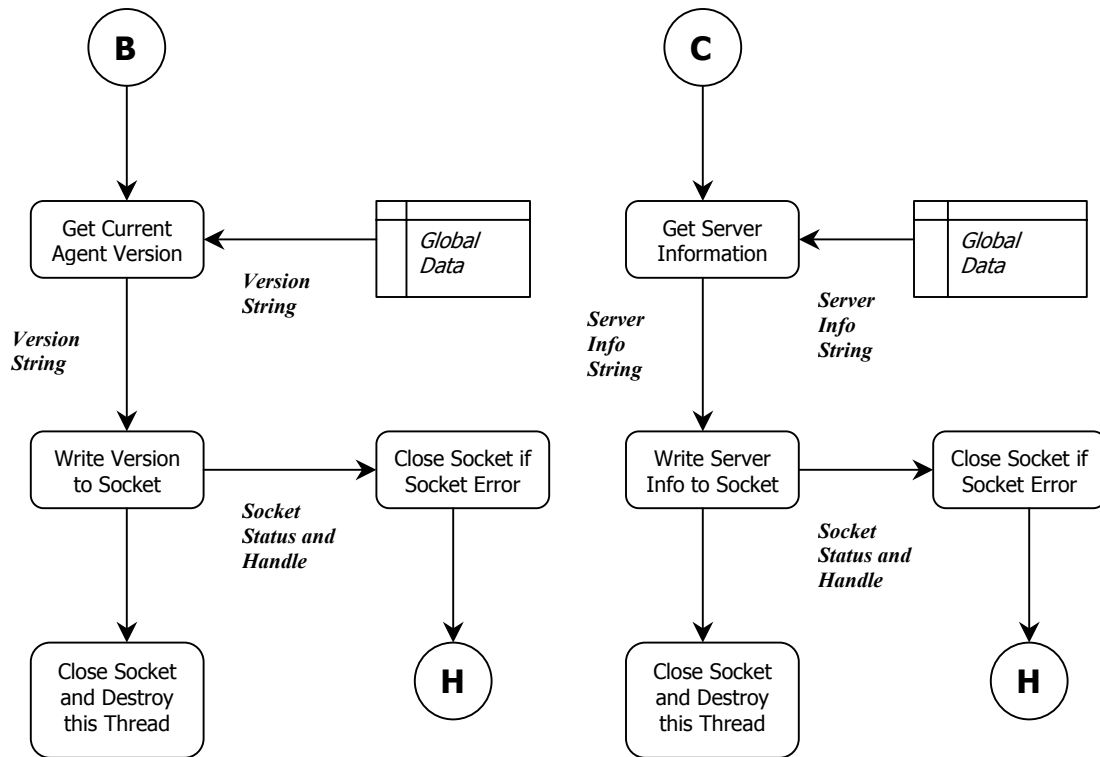 B
Get Current
Agent Version
Global
Data
Version
String
Version
String
Write Version
to Socket
Close Socket if
Socket Error
Socket
Status and
Handle
Close Socket
and Destroy
this Thread
H
C
Get Server
Information
Global
Data
Server
Info
String
Server
Info
String
Write Server
Info to Socket
Close Socket if
Socket Error
Socket
Status and
Handle
Close Socket
and Destroy
this Thread
H